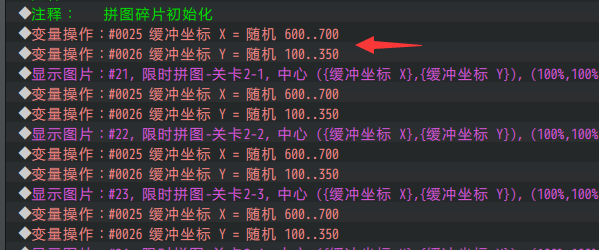 ◆注释： 拼图碎片初始化
◆变量操作：#0025 缓冲坐标 X = 随机 600..700
◆变量操作：#0026 缓冲坐标 Y = 随机 100..350
◆显示图片：#21, 限时拼图-关卡2-1, 中心 ({缓冲坐标 X},{缓冲坐标 Y}), (100%,100
◆变量操作：#0025 缓冲坐标 X = 随机 600..700
◆变量操作：#0026 缓冲坐标 Y = 随机 100..350
◆显示图片：#22, 限时拼图-关卡2-2, 中心 ({缓冲坐标 X},{缓冲坐标 Y}), (100%,100
◆变量操作：#0025 缓冲坐标 X = 随机 600..700
◆变量操作：#0026 缓冲坐标 Y = 随机 100..350
◆显示图片：#23, 限时拼图-关卡2-3, 中心 ({缓冲坐标 X},{缓冲坐标 Y}), (100%,100
◆变量操作：#0025 缓冲坐标 X = 随机 600..700
◆变量操作：#0026 缓冲坐标 Y = 随机 100..350